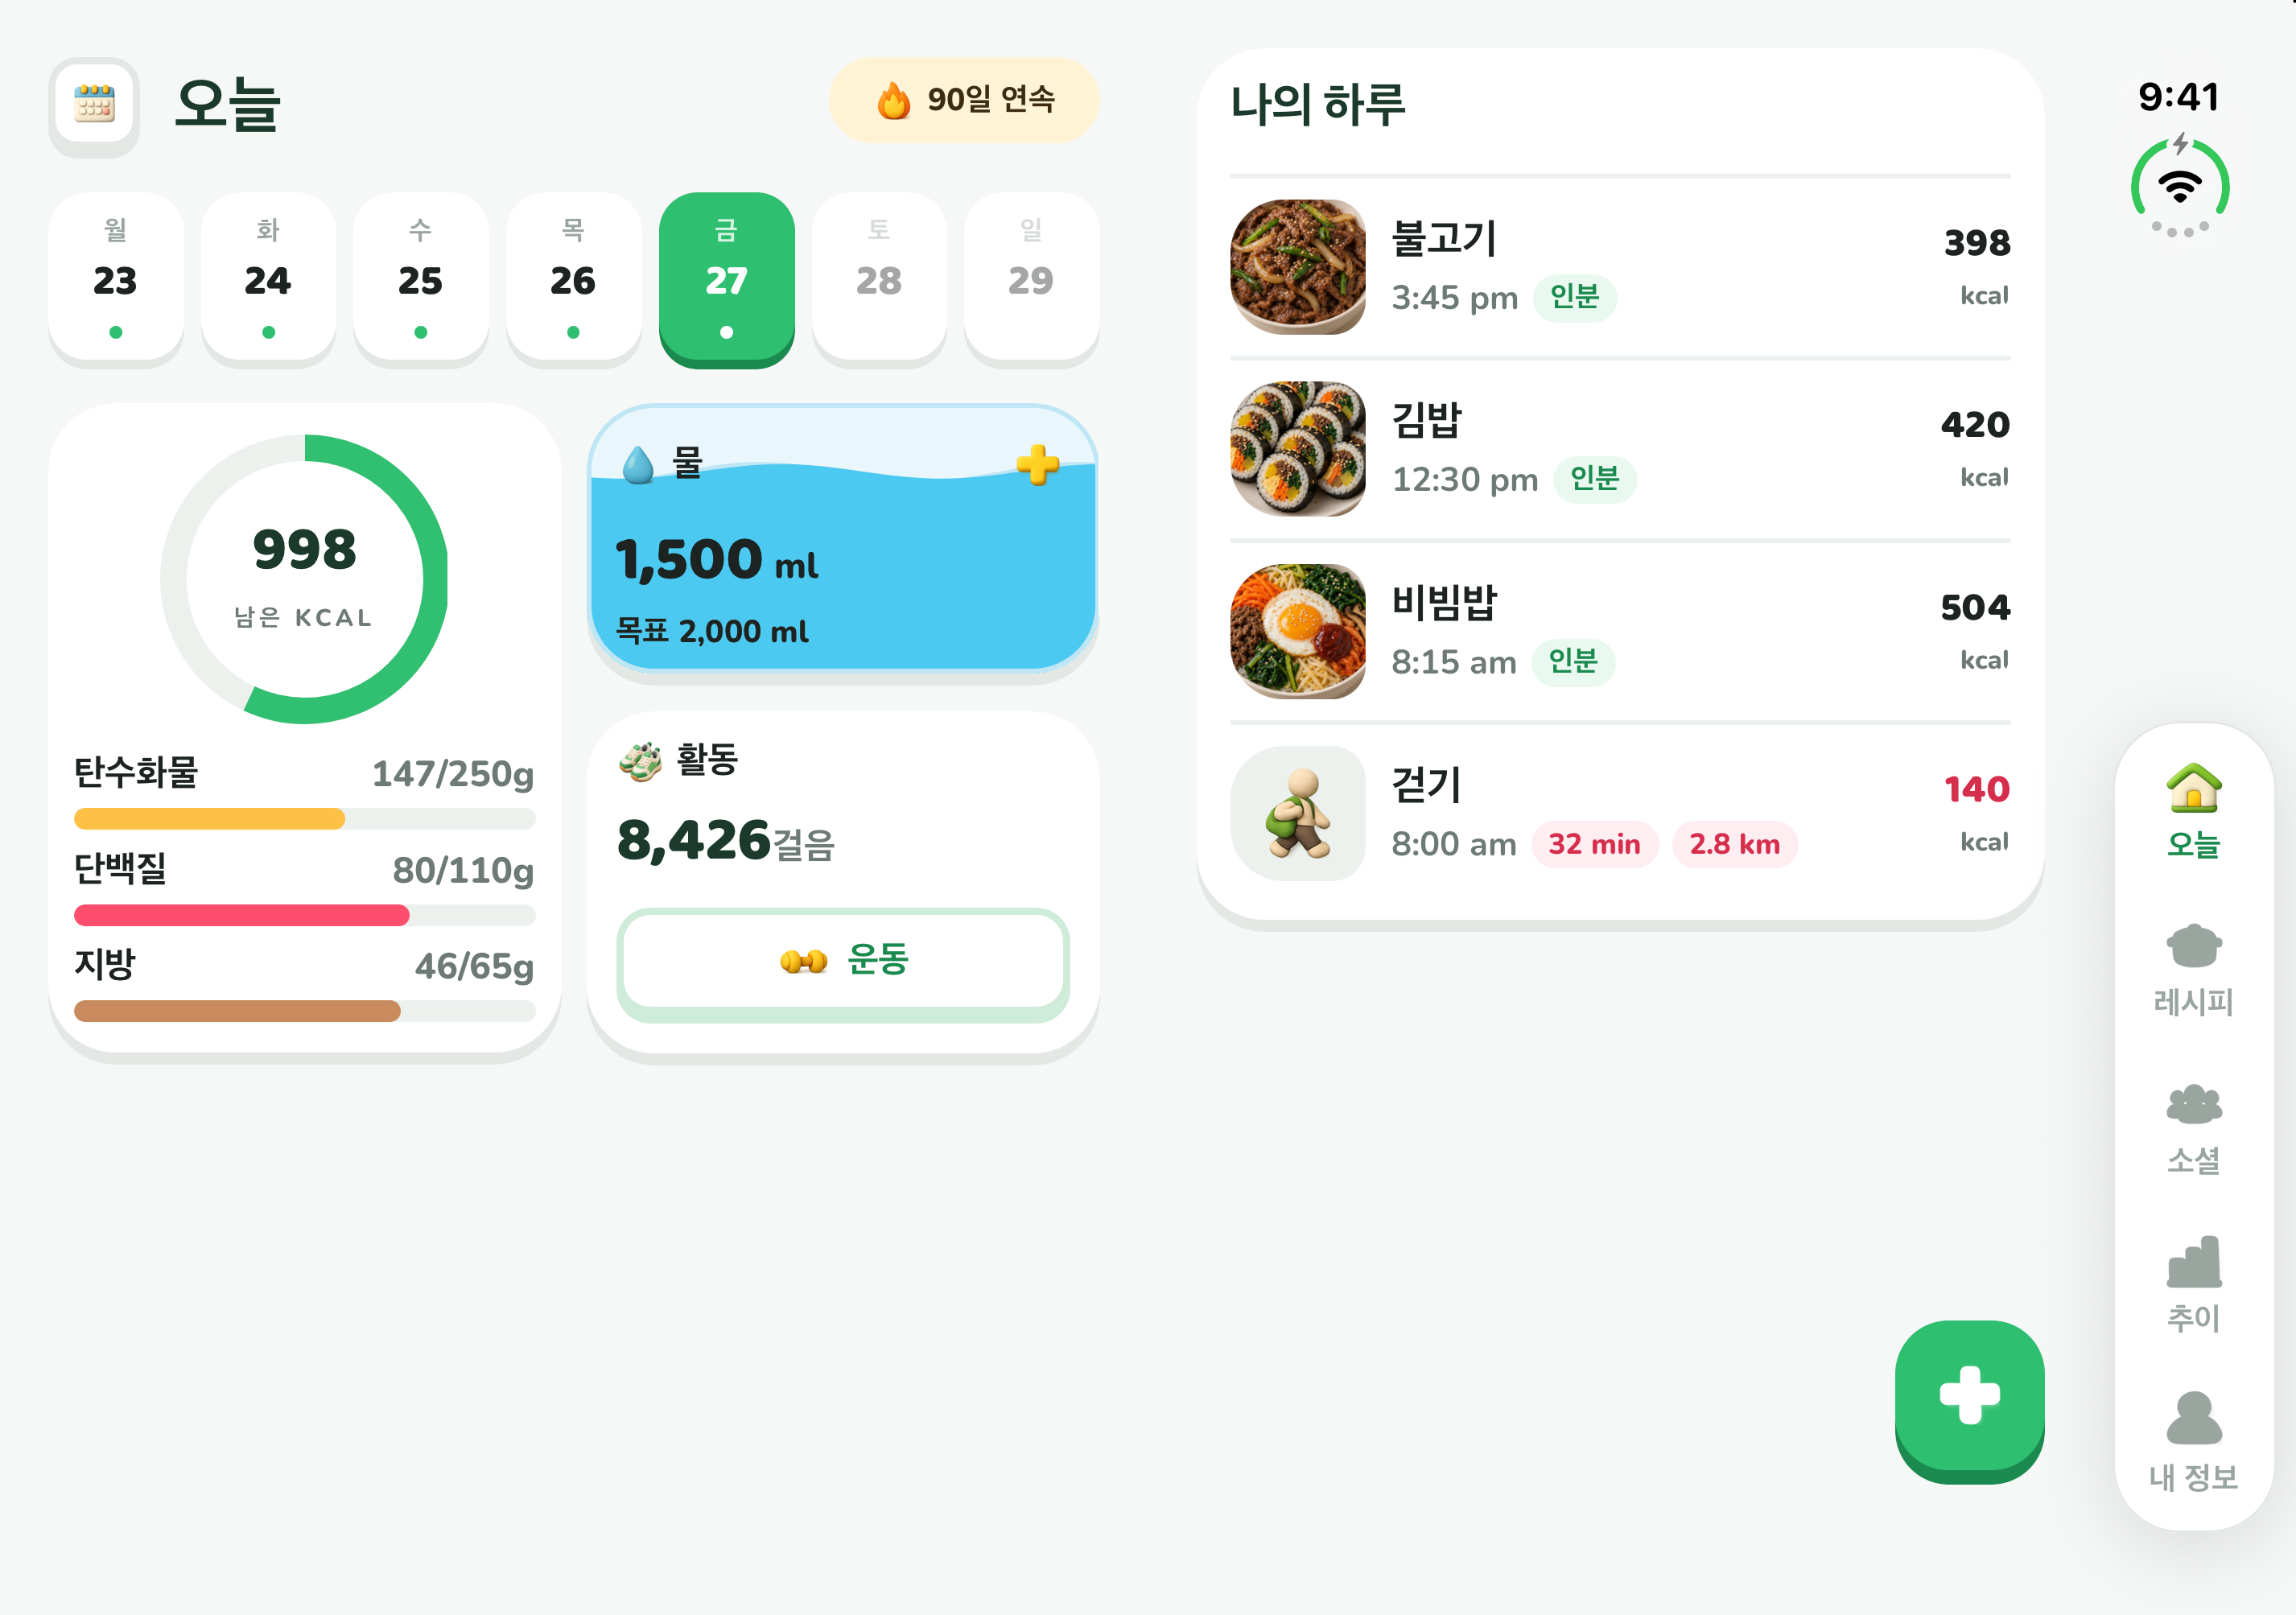 오늘
90일 연속
월 화 수 목 금 토 일
23 24 25 26 27 28 29
998
남은 KCAL
탄수화물 147/250g
단백질 80/110g
지방 46/65g
물
1,500 ml
목표 2,000 ml
활동
8,426걸음
운동
나의 하루
불고기 398
3:45 pm 인분 kcal
김밥 420
12:30 pm 인분 kcal
비빔밥 504
8:15 am 인분 kcal
걷기 140
8:00 am 32 min 2.8 km kcal
9:41
오늘
레시피
소셜
추이
내 정보